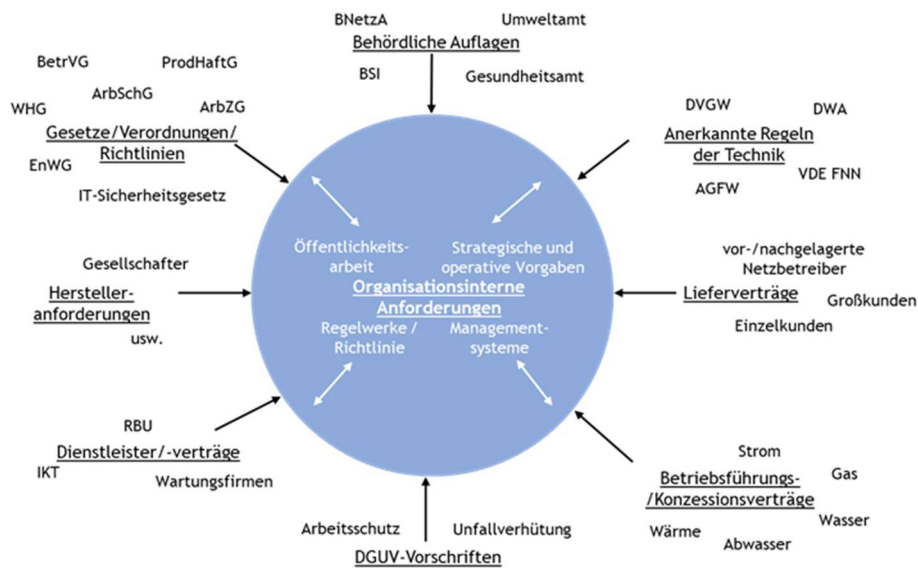 BNetzA
Umweltamt
Behördliche Auflagen
BSI
Gesundheitsamt
BetrVG
ProdHaftG
ArbSchG
WHG
ArbZG
Gesetze/Verordnungen/
Richtlinien
EnWG
IT-Sicherheitsgesetz
DVGW
DWA
Anerkannte Regeln
der Technik
VDE FNN
AGFW
Öffentlichkeits-
arbeit
Strategische und
operative Vorgaben
Organisationsinterne
Anforderungen
Regelwerke /
Richtlinie
Management-
systeme
Gesellschafter
Hersteller-
anforderungen
usw.
vor-/nachgelagerte
Netzbetreiber
Lieferverträge
Großkunden
Einzelkunden
RBU
Dienstleister/-verträge
IKT
Wartungsfirmen
Strom
Gas
Betriebsführungs-
/Konzessionsverträge
Wasser
Wärme
Abwasser
Arbeitsschutz
Unfallverhütung
DGUV-Vorschriften